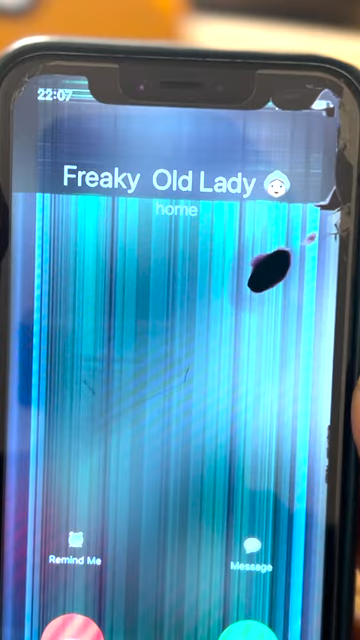 22:07
Freaky Old Lady 👵🏻
home
Remind Me
Message